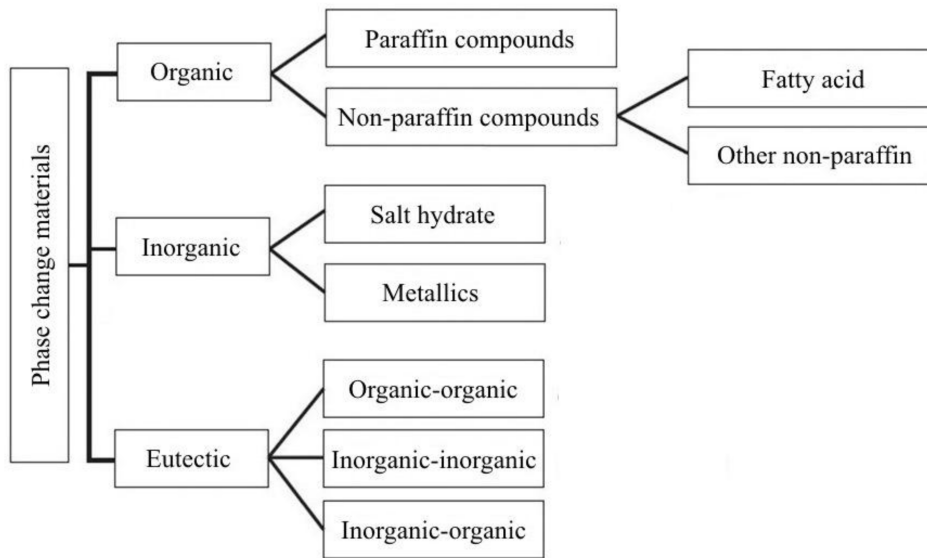 Phase change materials
Organic
Paraffin compounds
Non-paraffin compounds
Fatty acid
Other non-paraffin
Inorganic
Salt hydrate
Metallics
Eutectic
Organic-organic
Inorganic-inorganic
Inorganic-organic